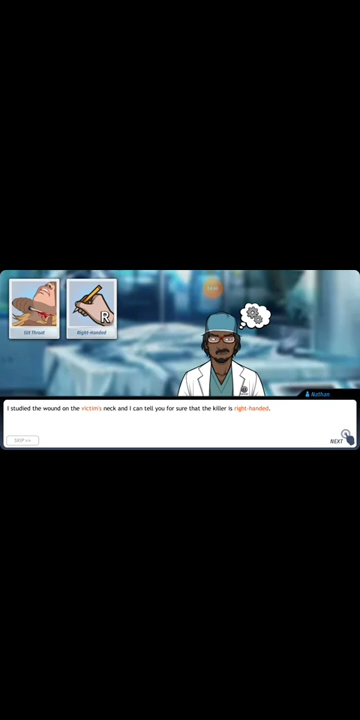 Slit Throat
R
Right-Handed
Nathan
I studied the wound on the victim's neck and I can tell you for sure that the killer is right-handed.
SKIP >>
NEXT